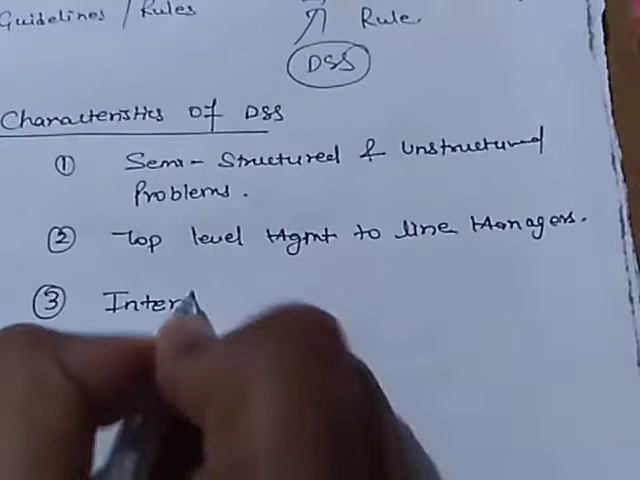 Guidelines / Rules
Rule.
DSS
Characteristics Of DSS
① Semi-Structured & Unstructured
Problems.
② Top level Mgmt to line Managers.
③ Inter